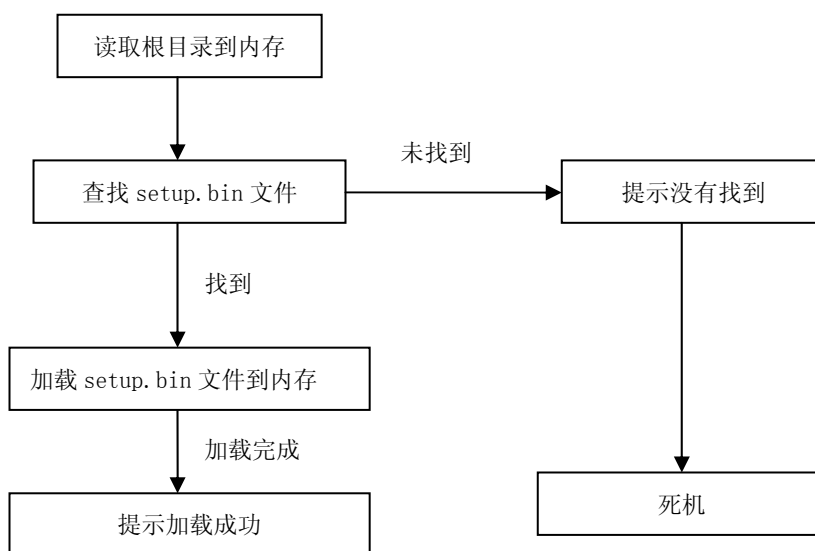 读取根目录到内存
未找到
查找 setup.bin 文件
提示没有找到
找到
加载 setup.bin 文件到内存
加载完成
提示加载成功
死机